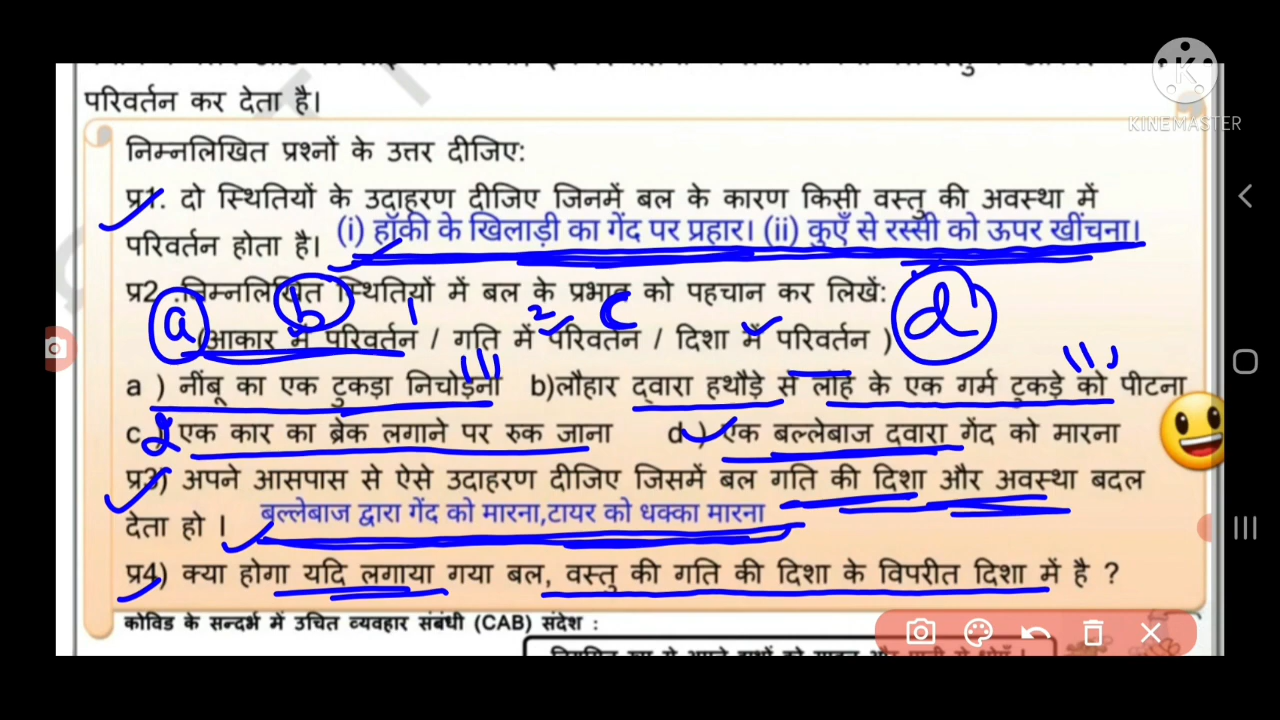 परिवर्तन कर देता है।
KINEMASTER
निम्नलिखित प्रश्नों के उत्तर दीजिए:
प्र1. दो स्थितियों के उदाहरण दीजिए जिनमें बल के कारण किसी वस्तु की अवस्था में
परिवर्तन होता है। (i) हॉकी के खिलाड़ी का गेंद पर प्रहार। (ii) कुएँ से रस्सी को ऊपर खींचना।
प्र2 .निम्नलिखित स्थितियों में बल के प्रभाव को पहचान कर लिखें:
a b 1 2 c d
(आकार में परिवर्तन / गति में परिवर्तन / दिशा में परिवर्तन )
a ) नींबू का एक टुकड़ा निचोड़ना b)लौहार द्वारा हथौड़े से लोहे के एक गर्म टुकड़े को पीटना
c ) एक कार का ब्रेक लगाने पर रुक जाना d ) एक बल्लेबाज दवारा गेंद को मारना
प्र3) अपने आसपास से ऐसे उदाहरण दीजिए जिसमें बल गति की दिशा और अवस्था बदल
देता हो । बल्लेबाज द्वारा गेंद को मारना,टायर को धक्का मारना
प्र4) क्या होगा यदि लगाया गया बल, वस्तु की गति की दिशा के विपरीत दिशा में है ?
कोविड के सन्दर्भ में उचित व्यवहार संबंधी (CAB) संदेश :